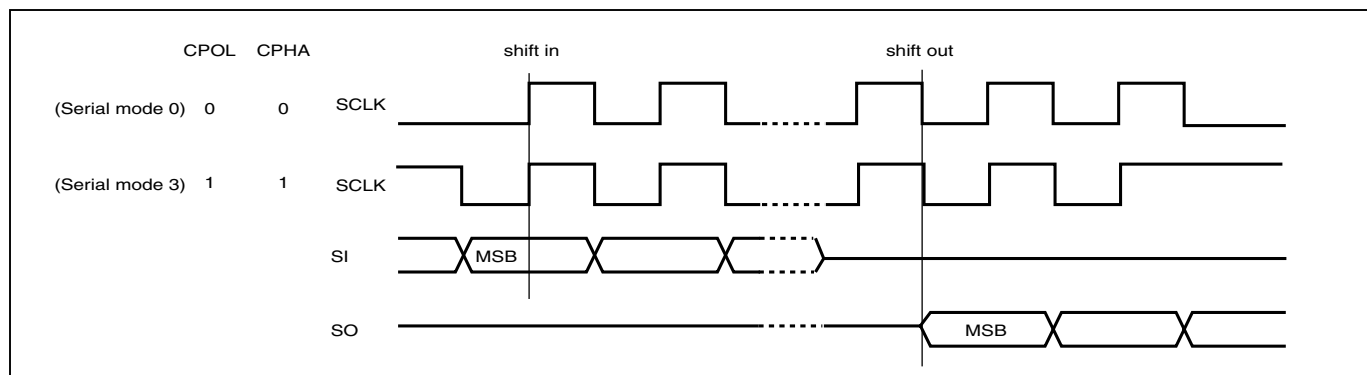 CPOL CPHA shift in shift out
(Serial mode 0) 0 0 SCLK
(Serial mode 3) 1 1 SCLK
SI MSB
SO MSB